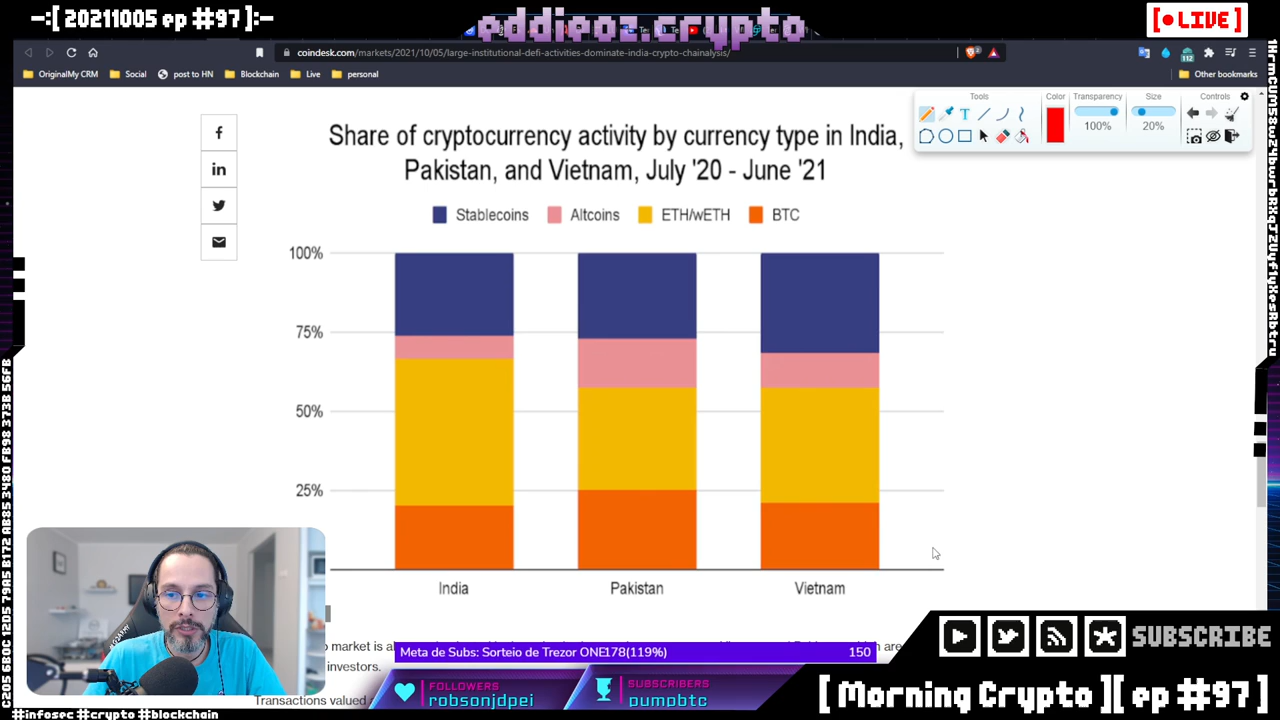 -:[ 20211005 ep #97 ]:-
eddieoz.crypto
[● LIVE]
coindesk.com/markets/2021/10/05/large-institutional-defi-activities-dominate-india-crypto-chainalysis/
OriginalMy CRM
Social
post to HN
Blockchain
Live
personal
Other bookmarks
Tools
Color
Transparency
Size
Controls
100%
20%
Share of cryptocurrency activity by currency type in India,
Pakistan, and Vietnam, July '20 - June '21
Stablecoins
Altcoins
ETH/wETH
BTC
100%
75%
50%
25%
India
Pakistan
Vietnam
market is
investors.
Transactions valued
Meta de Subs: Sorteio de Trezor ONE178(119%)
150
FOLLOWERS
robsonjdpei
SUBSCRIBERS
pumpbtc
SUBSCRIBE
[ Morning Crypto ][ ep #97 ]
#infosec #crypto #blockchain